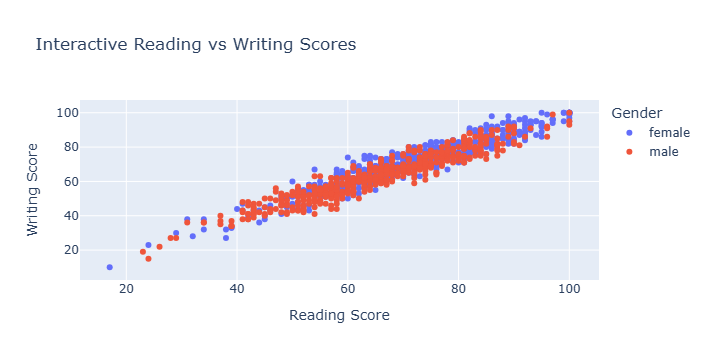 Interactive Reading vs Writing Scores
Gender
female
male
Writing Score
100
80
60
40
20
20 40 60 80 100
Reading Score